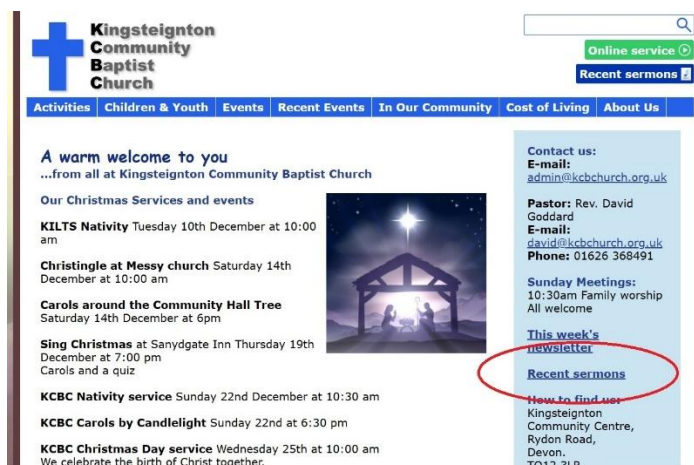 Kingsteignton
Community
Baptist
Church
Online service
Recent sermons
Activities Children & Youth Events Recent Events In Our Community Cost of Living About Us
A warm welcome to you
...from all at Kingsteignton Community Baptist Church
Our Christmas Services and events
KILTS Nativity Tuesday 10th December at 10:00
am
Christingle at Messy church Saturday 14th
December at 10:00 am
Carols around the Community Hall Tree
Saturday 14th December at 6pm
Sing Christmas at Sanydgate Inn Thursday 19th
December at 7:00 pm
Carols and a quiz
KCBC Nativity service Sunday 22nd December at 10:30 am
KCBC Carols by Candlelight Sunday 22nd at 6:30 pm
KCBC Christmas Day service Wednesday 25th at 10:00 am
We celebrate the birth of Christ together.
Contact us:
E-mail:
admin@kcbchurch.org.uk
Pastor: Rev. David
Goddard
E-mail:
david@kcbchurch.org.uk
Phone: 01626 368491
Sunday Meetings:
10:30am Family worship
All welcome
This week's
newsletter
Recent sermons
How to find us:
Kingsteignton
Community Centre,
Rydon Road,
Devon.
TQ12 3LP